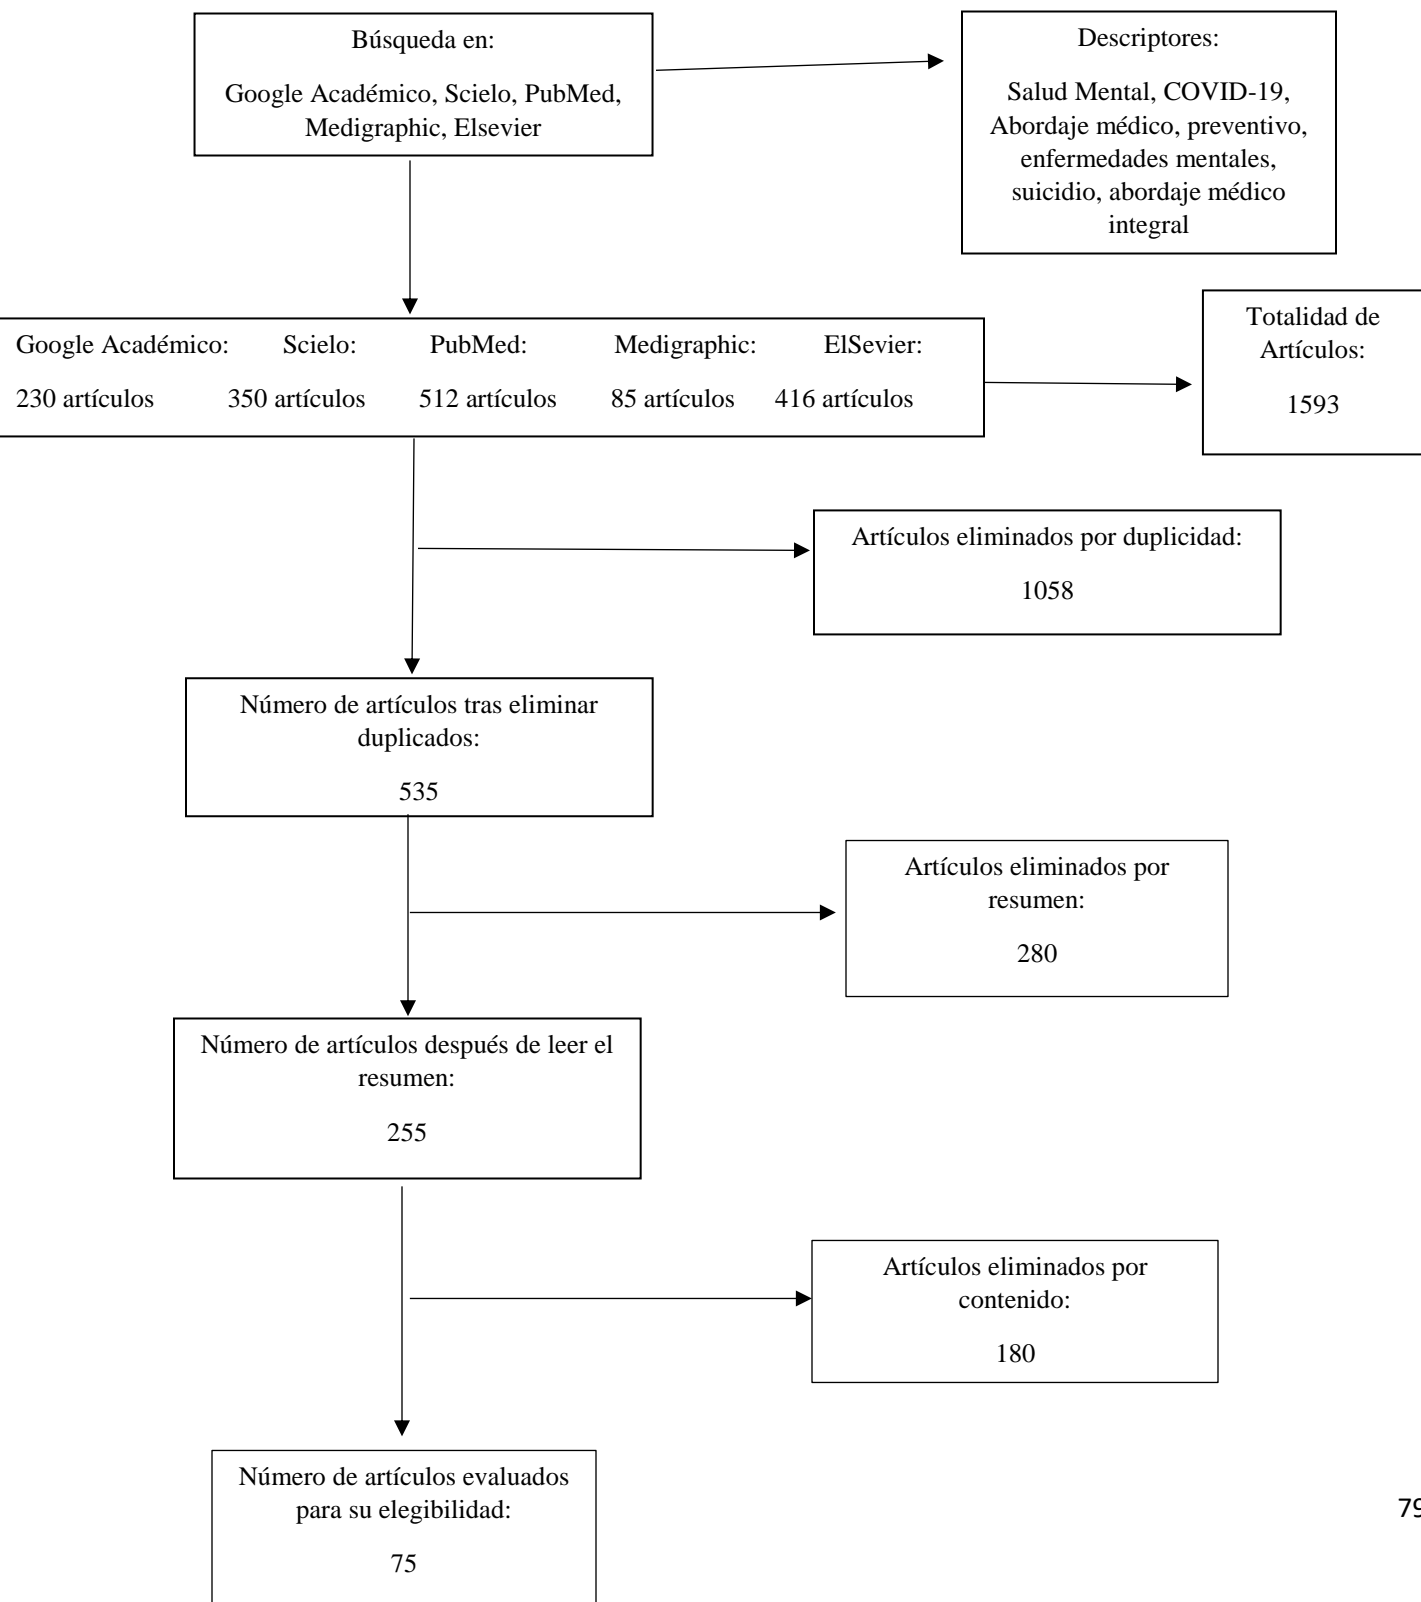 Búsqueda en:
Google Académico, Scielo, PubMed,
Medigraphic, Elsevier
Descriptores:
Salud Mental, COVID-19,
Abordaje médico, preventivo,
enfermedades mentales,
suicidio, abordaje médico
integral
Google Académico: Scielo: PubMed: Medigraphic: ElSevier:
230 artículos 350 artículos 512 artículos 85 artículos 416 artículos
Totalidad de
Artículos:
1593
Artículos eliminados por duplicidad:
1058
Número de artículos tras eliminar
duplicados:
535
Artículos eliminados por
resumen:
280
Número de artículos después de leer el
resumen:
255
Artículos eliminados por
contenido:
180
Número de artículos evaluados
para su elegibilidad:
75
79